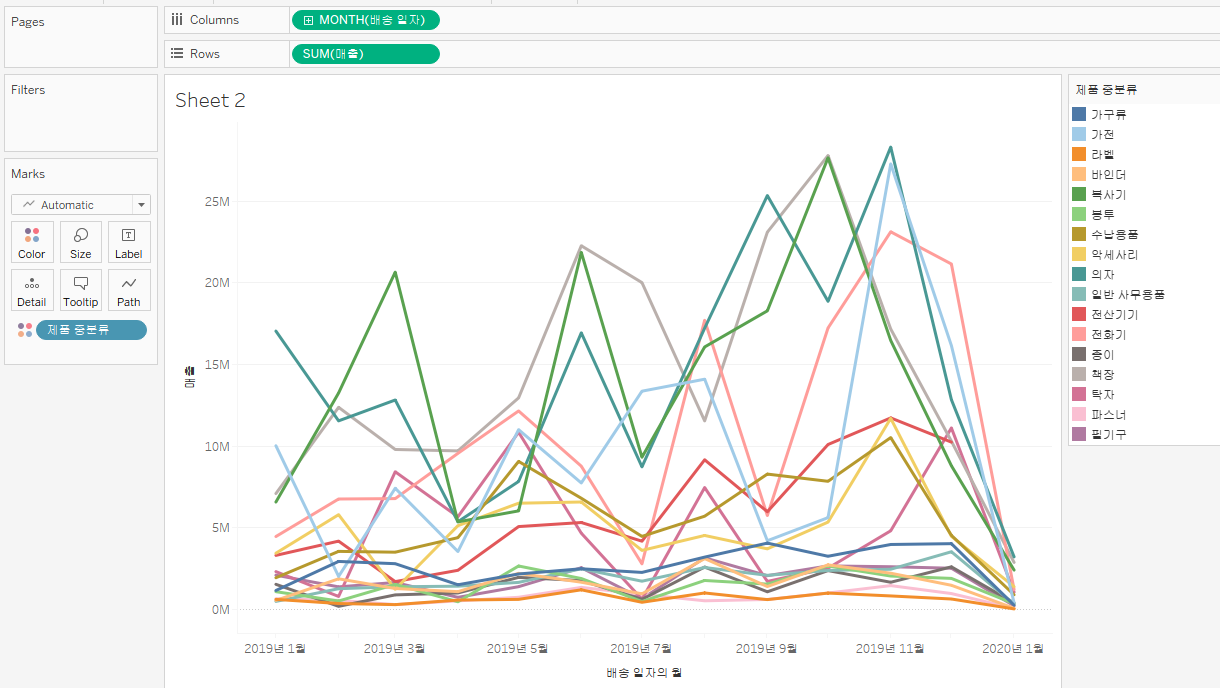 Pages
Columns
MONTH(배송 일자)
Rows
SUM(매출)
Filters
Marks
Automatic
Color
Size
Label
Detail
Tooltip
Path
제품 중분류
Sheet 2
25M
20M
15M
10M
5M
0M
매출
2019년 1월
2019년 3월
2019년 5월
2019년 7월
2019년 9월
2019년 11월
2020년 1월
배송 일자의 월
제품 중분류
가구류
가전
라벨
바인더
복사기
봉투
수납용품
악세사리
의자
일반 사무용품
전산기기
전화기
종이
책장
탁자
파스너
필기구